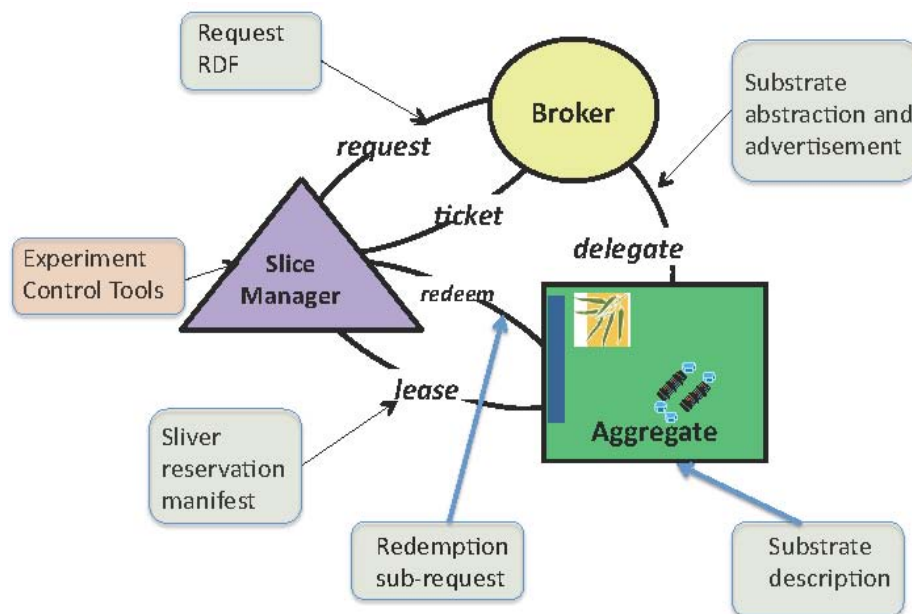 Request
RDF
Broker
Substrate
abstraction and
advertisement
request
ticket
delegate
Experiment
Control Tools
Slice
Manager
redeem
lease
Aggregate
Sliver
reservation
manifest
Redemption
sub-request
Substrate
description